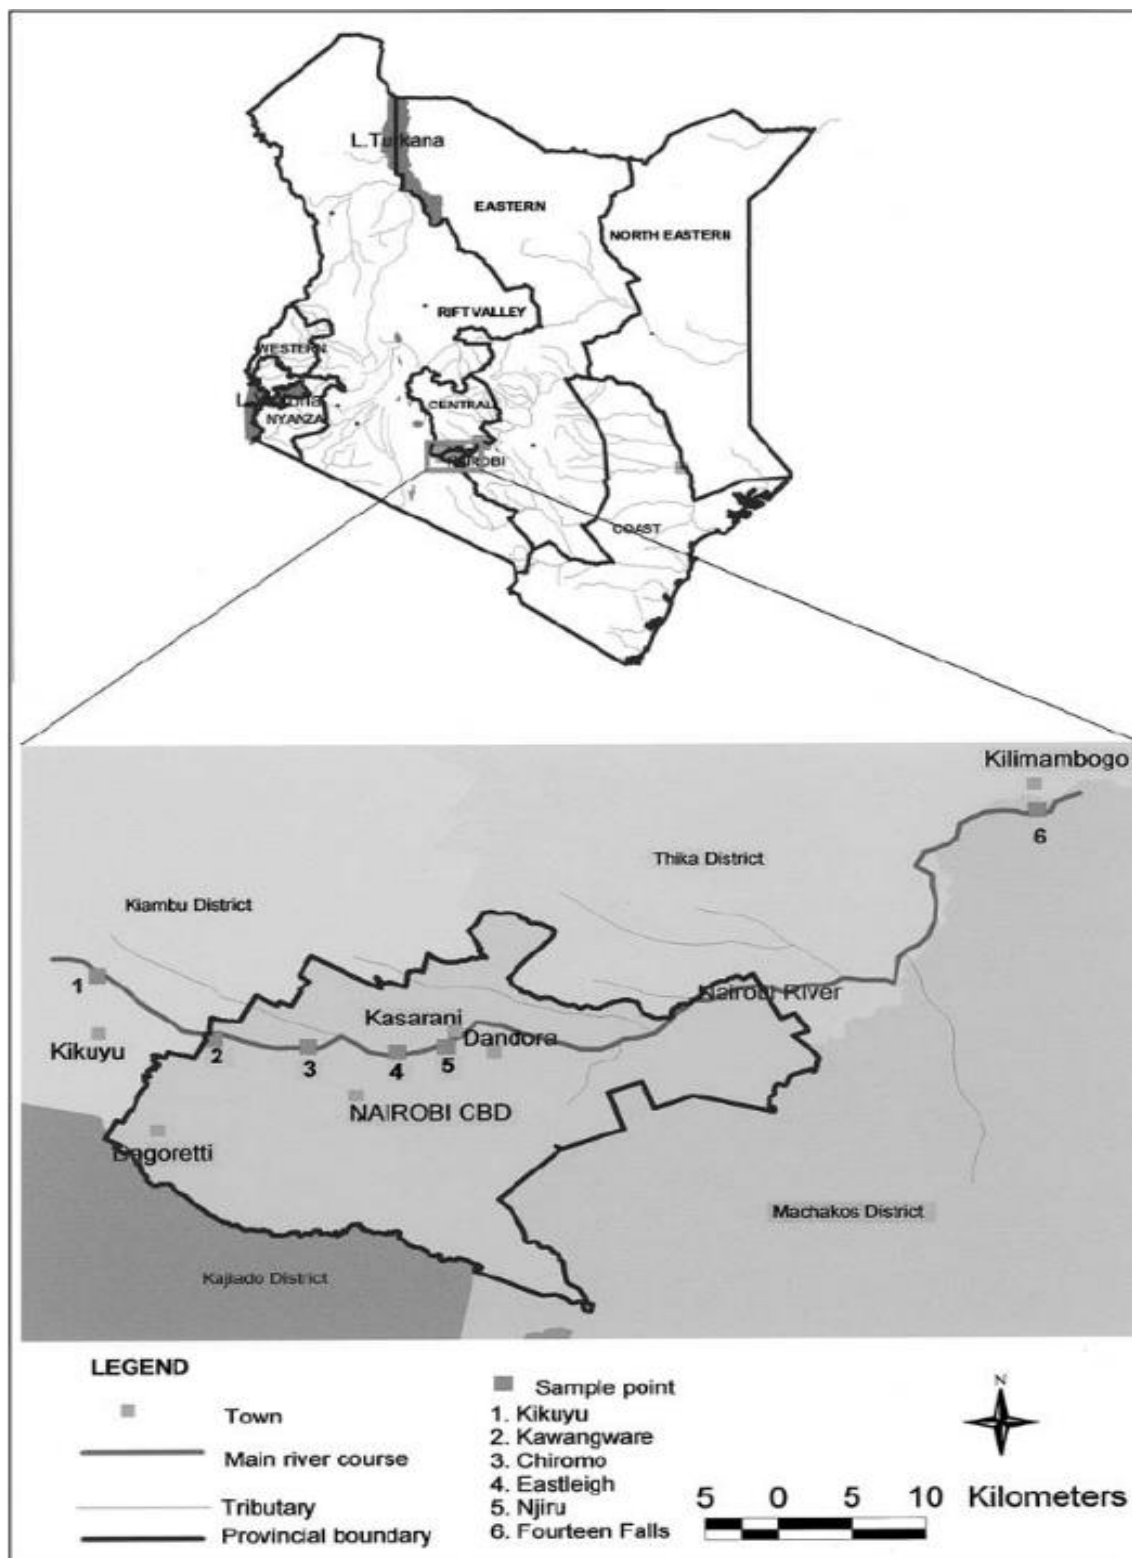 L.Turkana
EASTERN
NORTH EASTERN
RIFTVALLEY
WESTERN
CENTRAL
NYANZA
NAIROBI
COAST
Kilimambogo
6
Thika District
Kiambu District
1
Nairobi River
Kasarani
Dandora
Kikuyu
2
3
4
5
NAIROBI CBD
Dagoretti
Machakos District
Kajiado District
LEGEND
Town
Main river course
Tributary
Provincial boundary
Sample point
1. Kikuyu
2. Kawangware
3. Chiromo
4. Eastleigh
5. Njiru
6. Fourteen Falls
N
5 0 5 10 Kilometers